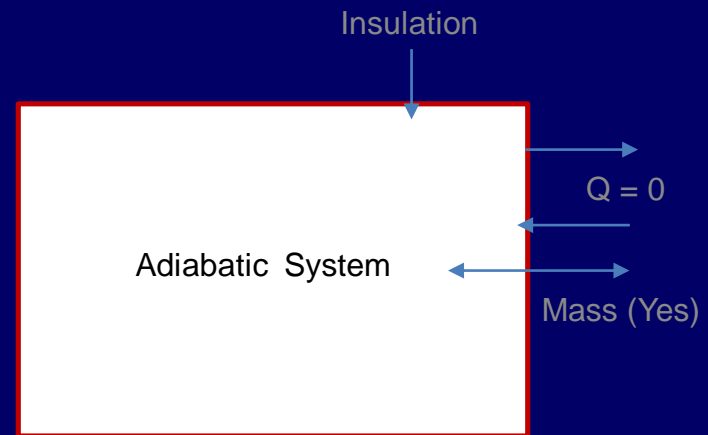 Insulation
Q = 0
Adiabatic System
Mass (Yes)